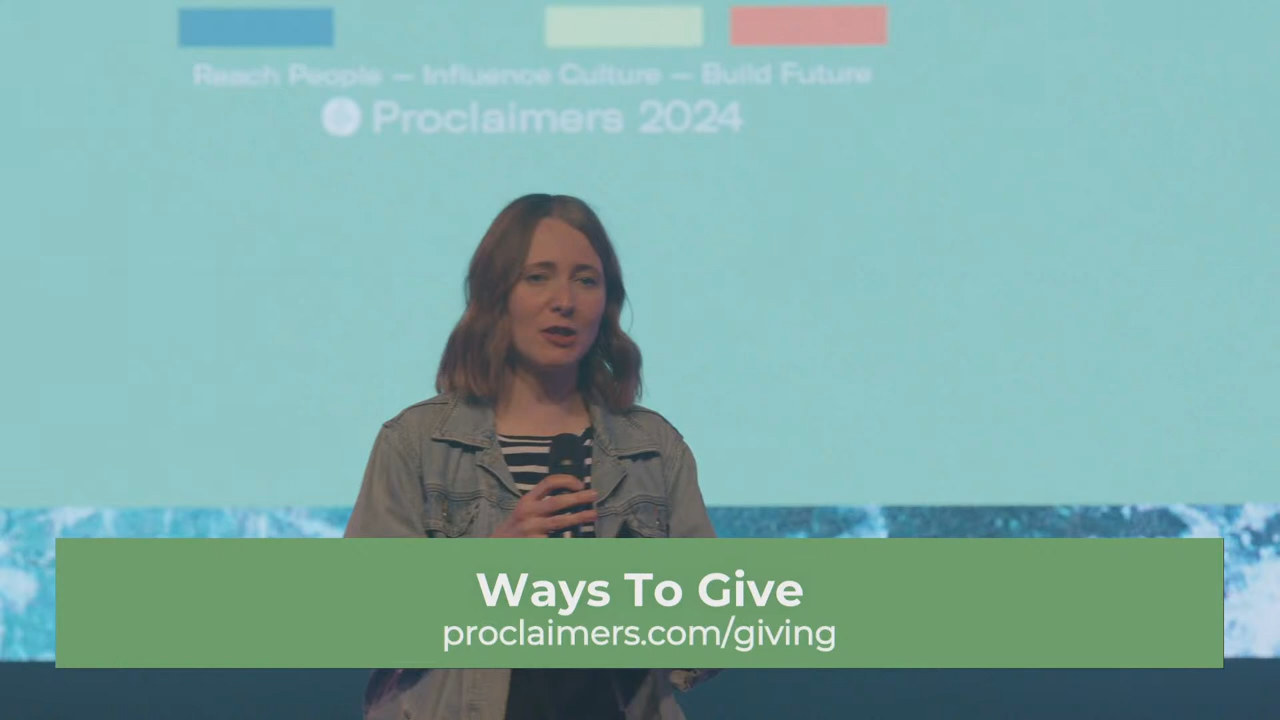 Reach People – Influence Culture – Build Future
Proclaimers 2024
Ways To Give
proclaimers.com/giving